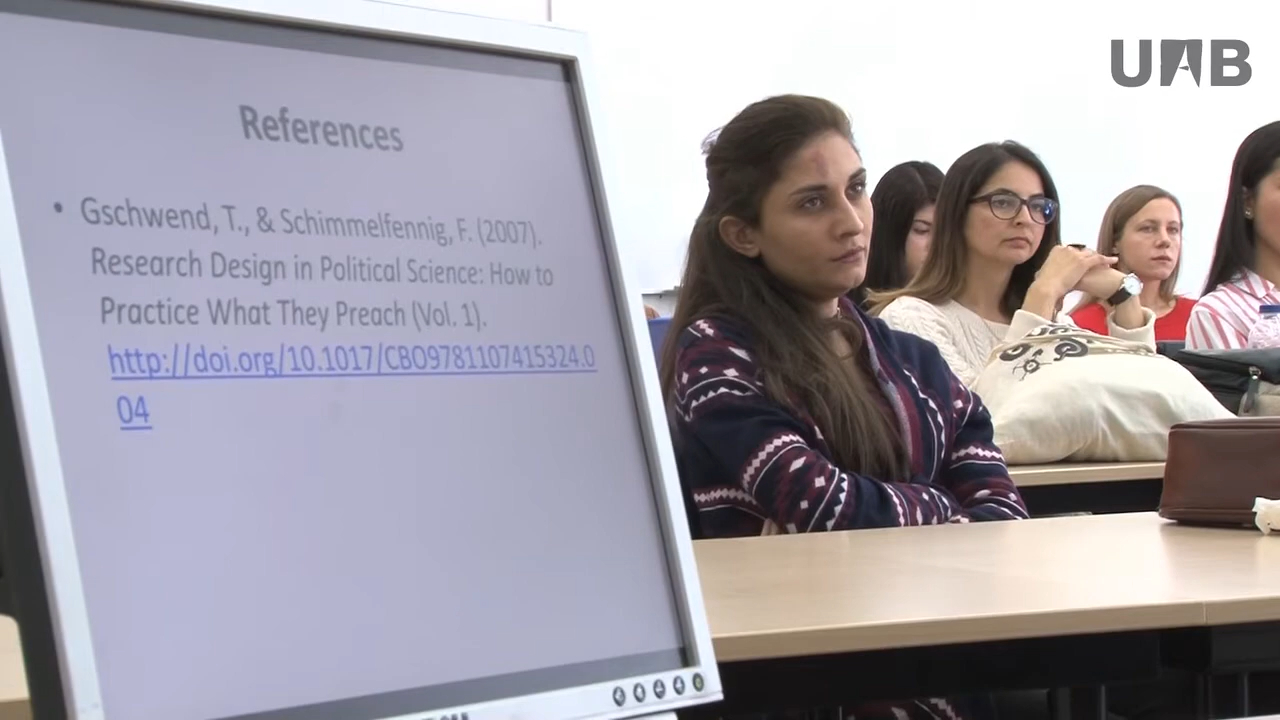 UAB
References
• Gschwend, T., & Schimmelfennig, F. (2007).
Research Design in Political Science: How to
Practice What They Preach (Vol. 1).
http://doi.org/10.1017/CBO9781107415324.0
04